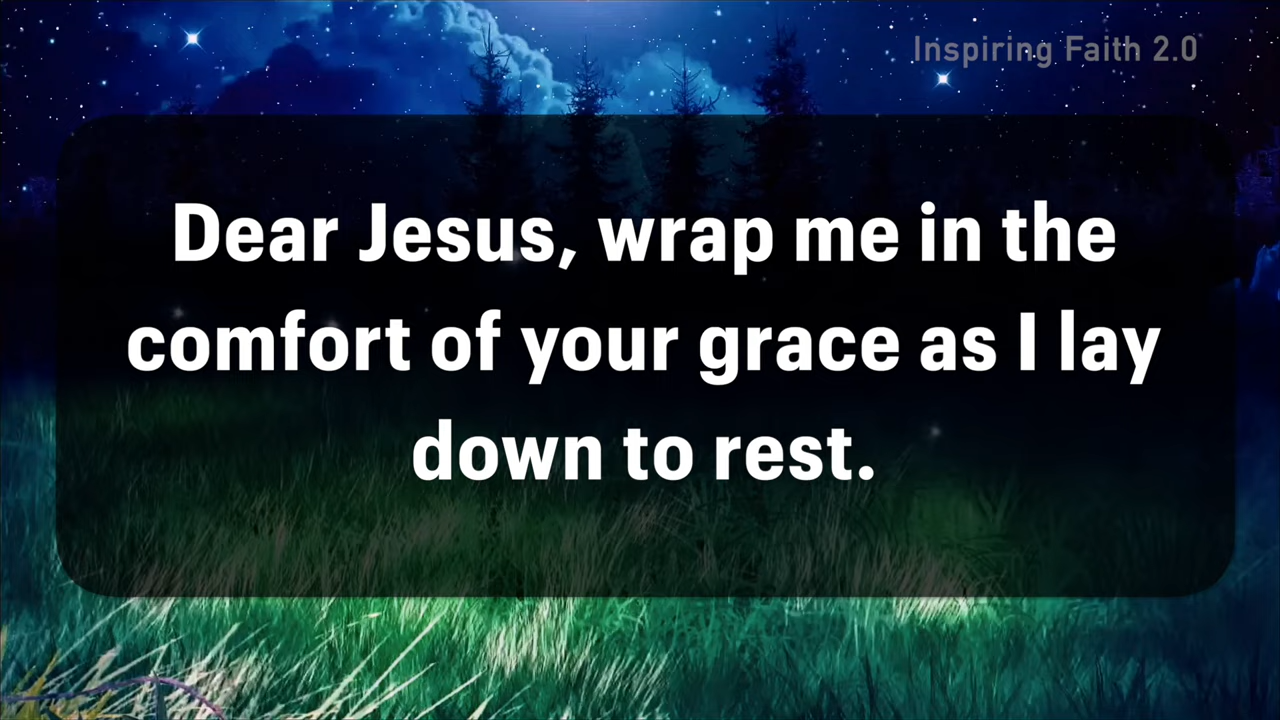 Inspiring Faith 2.0
Dear Jesus, wrap me in the
comfort of your grace as I lay
down to rest.